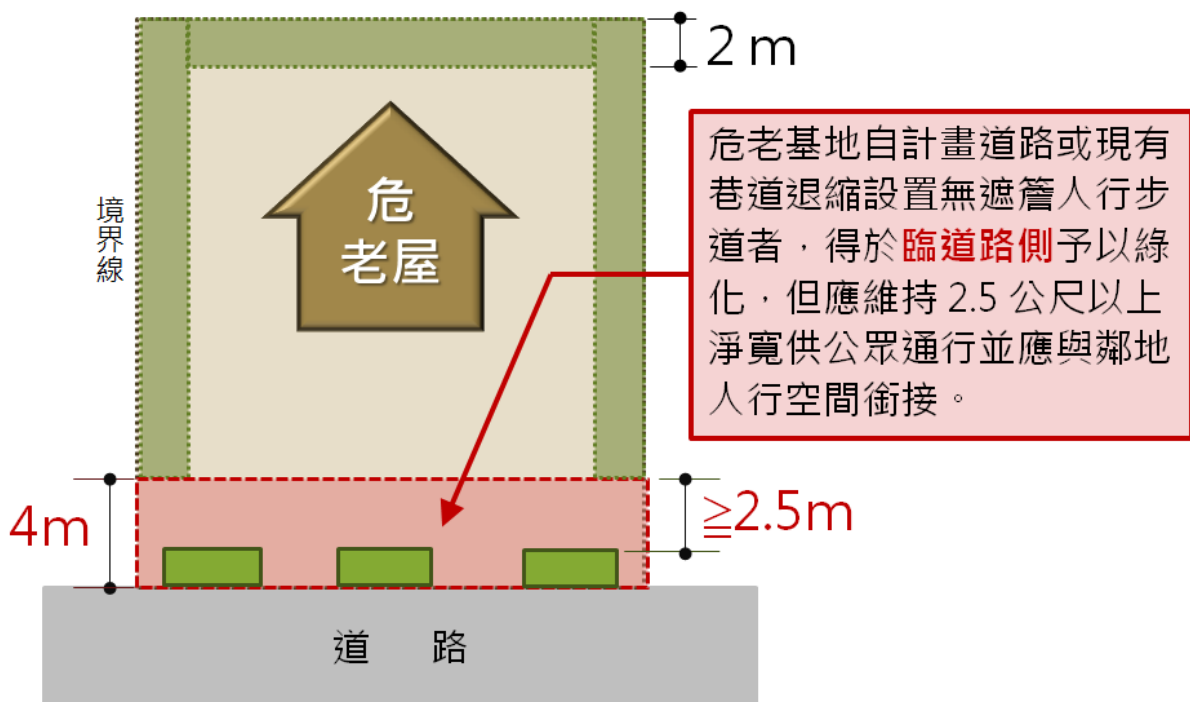 2 m
危老基地自計畫道路或現有
巷道退縮設置無遮簷人行步
道者，得於臨道路側予以綠
化，但應維持 2.5 公尺以上
淨寬供公眾通行並應與鄰地
人行空間銜接。
危
老屋
境界線
4m
≧2.5m
道 路